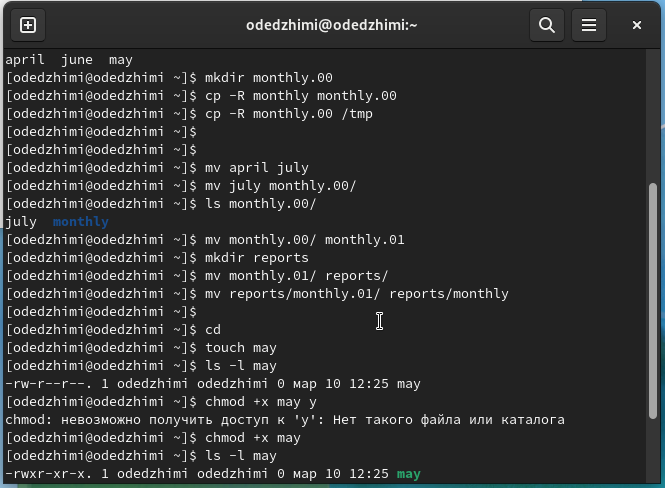 odedzhimi@odedzhimi:~
april  june  may
[odedzhimi@odedzhimi ~]$ mkdir monthly.00
[odedzhimi@odedzhimi ~]$ cp -R monthly monthly.00
[odedzhimi@odedzhimi ~]$ cp -R monthly.00 /tmp
[odedzhimi@odedzhimi ~]$
[odedzhimi@odedzhimi ~]$
[odedzhimi@odedzhimi ~]$ mv april july
[odedzhimi@odedzhimi ~]$ mv july monthly.00/
[odedzhimi@odedzhimi ~]$ ls monthly.00/
july  monthly
[odedzhimi@odedzhimi ~]$ mv monthly.00/ monthly.01
[odedzhimi@odedzhimi ~]$ mkdir reports
[odedzhimi@odedzhimi ~]$ mv monthly.01/ reports/
[odedzhimi@odedzhimi ~]$ mv reports/monthly.01/ reports/monthly
[odedzhimi@odedzhimi ~]$
[odedzhimi@odedzhimi ~]$ cd
[odedzhimi@odedzhimi ~]$ touch may
[odedzhimi@odedzhimi ~]$ ls -l may
-rw-r--r--. 1 odedzhimi odedzhimi 0 мар 10 12:25 may
[odedzhimi@odedzhimi ~]$ chmod +x may y
chmod: невозможно получить доступ к 'y': Нет такого файла или каталога
[odedzhimi@odedzhimi ~]$ chmod +x may
[odedzhimi@odedzhimi ~]$ ls -l may
-rwxr-xr-x. 1 odedzhimi odedzhimi 0 мар 10 12:25 may